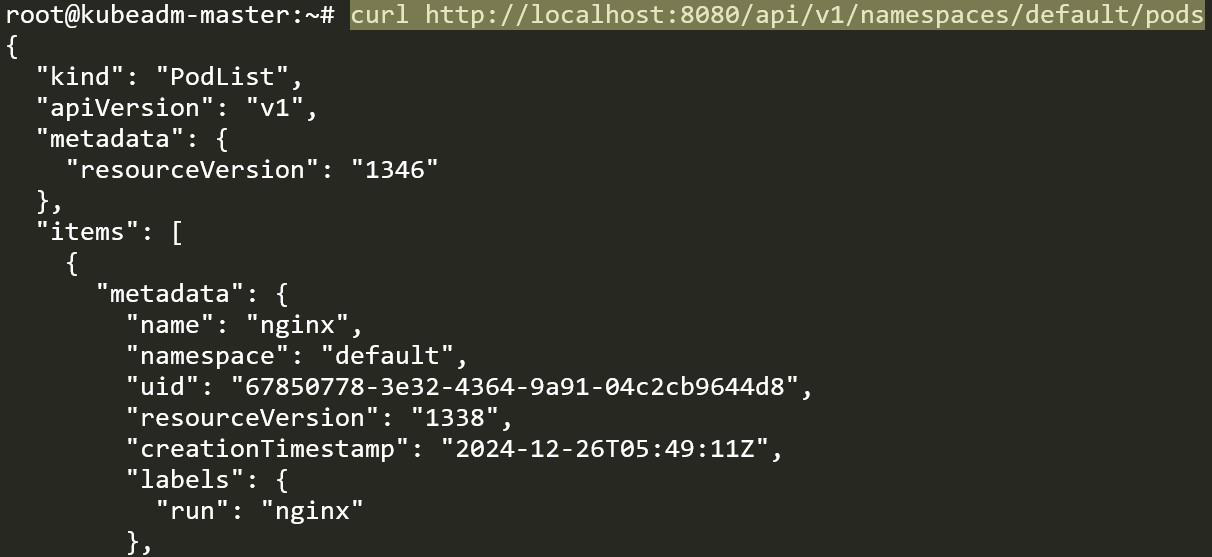 root@kubeadm-master:~# curl http://localhost:8080/api/v1/namespaces/default/pods
{
  "kind": "PodList",
  "apiVersion": "v1",
  "metadata": {
    "resourceVersion": "1346"
  },
  "items": [
    {
      "metadata": {
        "name": "nginx",
        "namespace": "default",
        "uid": "67850778-3e32-4364-9a91-04c2cb9644d8",
        "resourceVersion": "1338",
        "creationTimestamp": "2024-12-26T05:49:11Z",
        "labels": {
          "run": "nginx"
        },